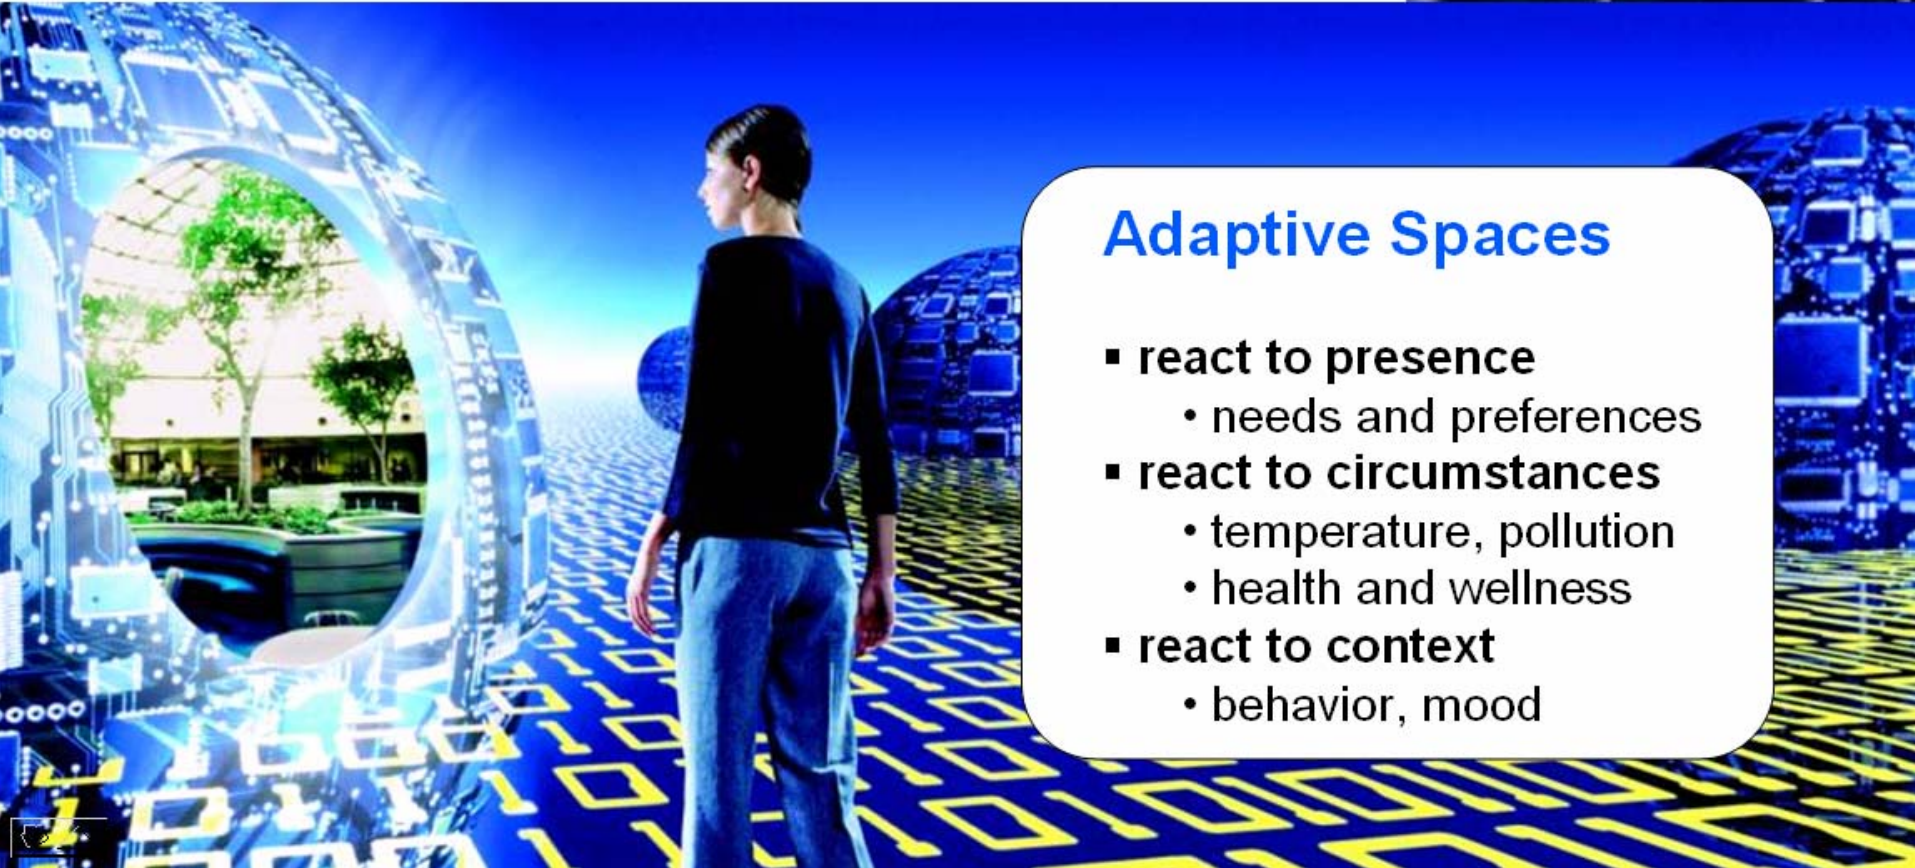 Adaptive Spaces
▪ react to presence
• needs and preferences
▪ react to circumstances
• temperature, pollution
• health and wellness
▪ react to context
• behavior, mood